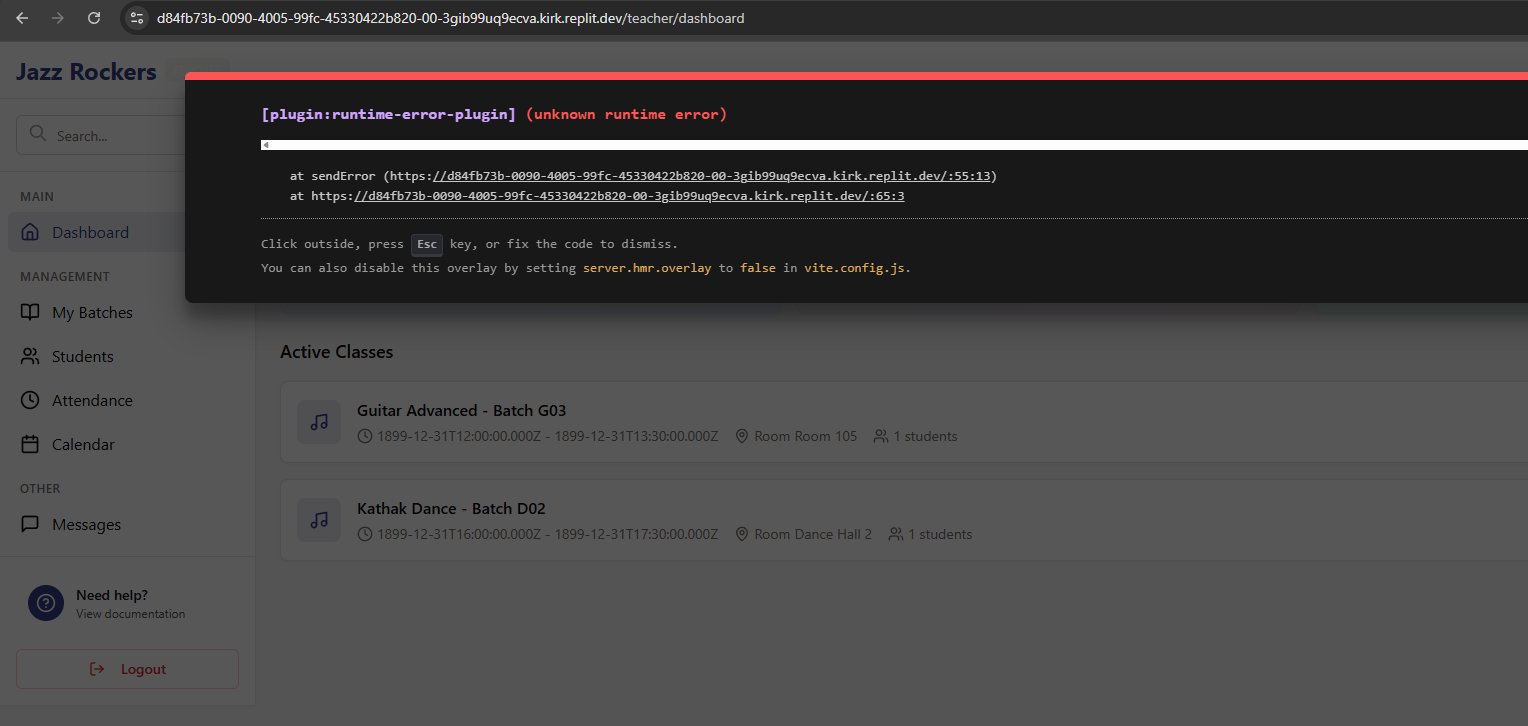 d84fb73b-0090-4005-99fc-45330422b820-00-3gib99uq9ecva.kirk.replit.dev/teacher/dashboard
Jazz Rockers
Search...
[plugin:runtime-error-plugin] (unknown runtime error)
at sendError (https://d84fb73b-0090-4005-99fc-45330422b820-00-3gib99uq9ecva.kirk.replit.dev/:55:13)
at https://d84fb73b-0090-4005-99fc-45330422b820-00-3gib99uq9ecva.kirk.replit.dev/:65:3
Click outside, press Esc key, or fix the code to dismiss.
You can also disable this overlay by setting server.hmr.overlay to false in vite.config.js.
MAIN
Dashboard
MANAGEMENT
My Batches
Students
Attendance
Calendar
OTHER
Messages
Need help?
View documentation
Logout
Active Classes
Guitar Advanced - Batch G03
1899-12-31T12:00:00.000Z - 1899-12-31T13:30:00.000Z Room Room 105 1 students
Kathak Dance - Batch D02
1899-12-31T16:00:00.000Z - 1899-12-31T17:30:00.000Z Room Dance Hall 2 1 students